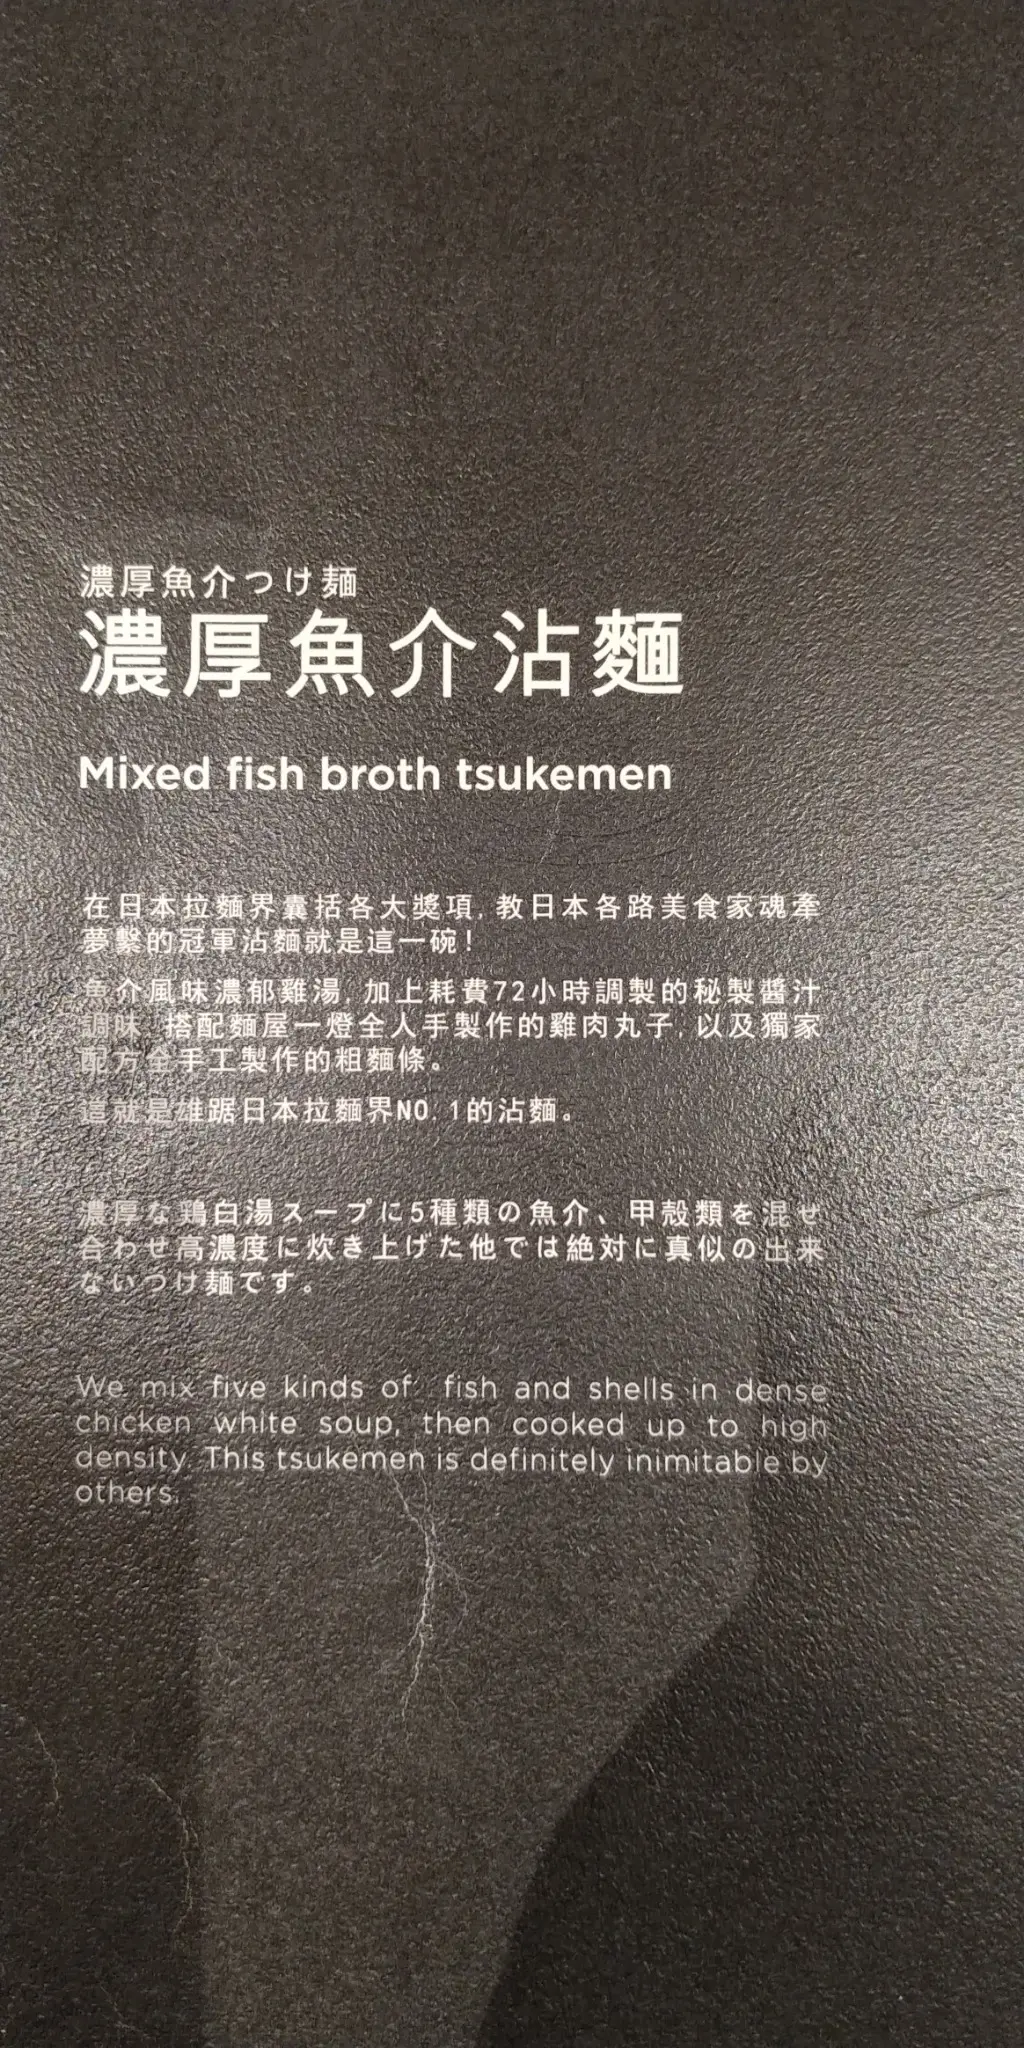 濃厚魚介つけ麺
濃厚魚介沾麵
Mixed fish broth tsukemen
在日本拉麵界囊括各大獎項, 教日本各路美食家魂牽
夢繫的冠軍沾麵就是這一碗!
魚介風味濃郁雞湯, 加上耗費72小時調製的秘製醬汁
調味, 搭配麵屋一燈全人手製作的雞肉丸子, 以及獨家
配方全手工製作的粗麵條。
這就是雄踞日本拉麵界NO. 1的沾麵。
濃厚な鶏白湯スープに5種類の魚介、甲殻類を混ぜ
合わせ高濃度に炊き上げた他では絶対に真似の出来
ないつけ麺です。
We mix five kinds of fish and shells in dense
chicken white soup, then cooked up to high
density. This tsukemen is definitely inimitable by
others.